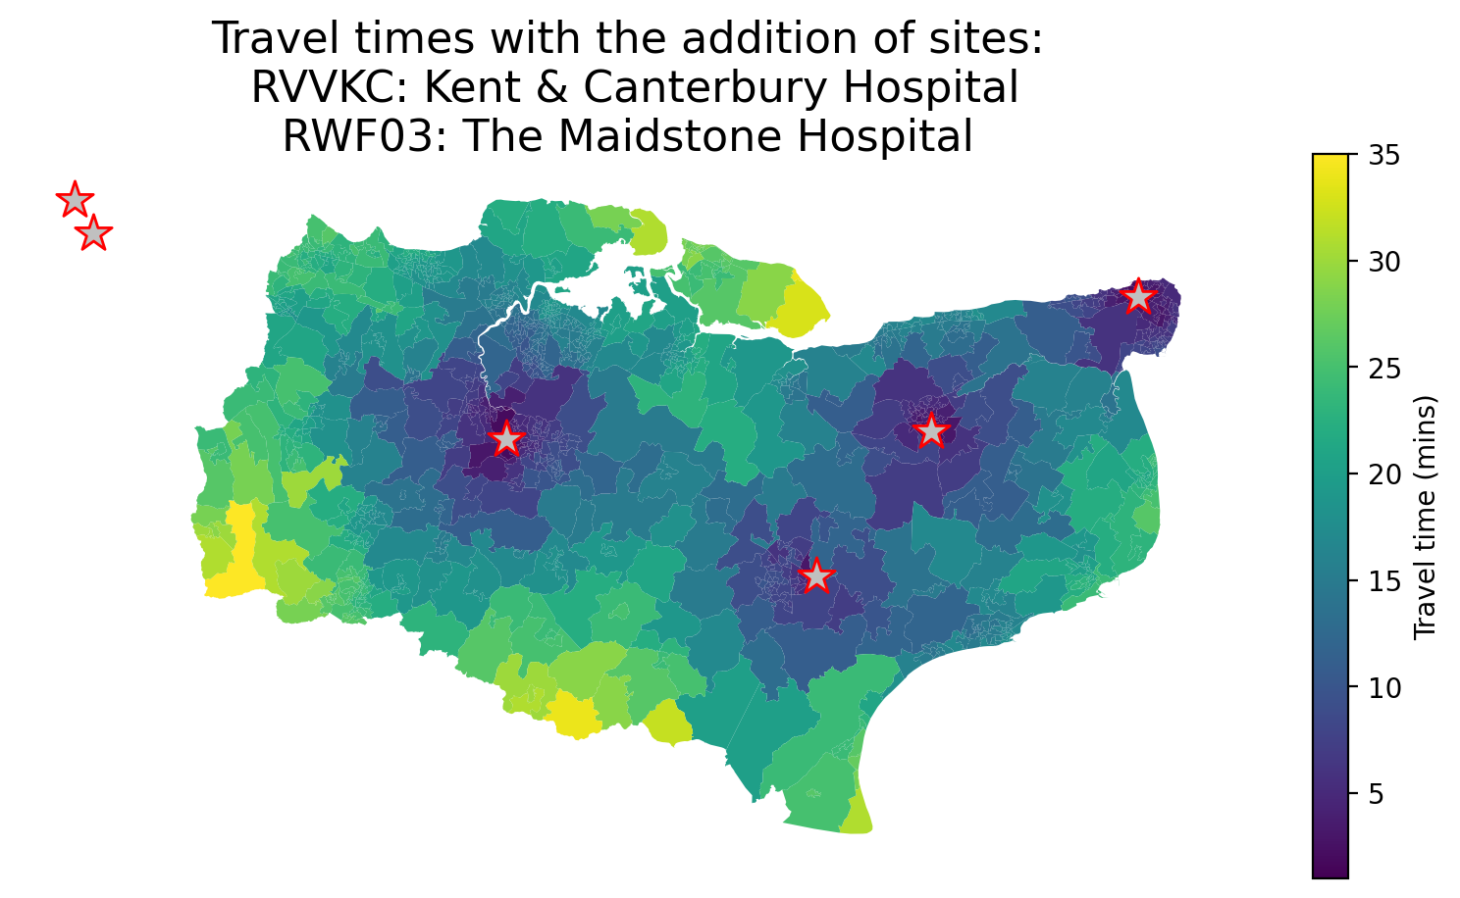 Travel times with the addition of sites:
RVVKC: Kent & Canterbury Hospital
RWF03: The Maidstone Hospital
35
30
25
20
15
10
5
Travel time (mins)